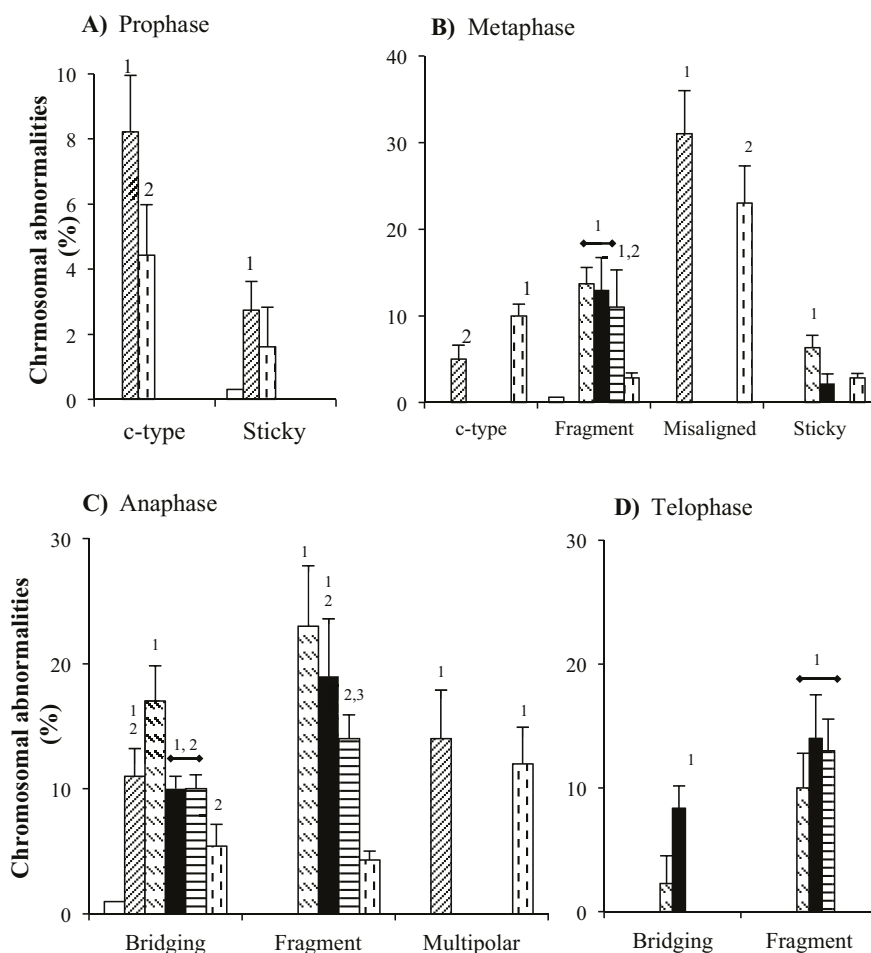 A) Prophase
Chrmosomal abnormalities
(%)
10
8
6
4
2
0
1
2
1
c-type
Sticky
B) Metaphase
40
30
20
10
0
2
1
1
1,2
1
2
1
c-type
Fragment
Misaligned
Sticky
C) Anaphase
Chromosomal abnormalities
(%)
30
20
10
0
1
2
1
1, 2
2
1
1
2
2,3
1
1
Bridging
Fragment
Multipolar
D) Telophase
30
20
10
0
1
1
Bridging
Fragment